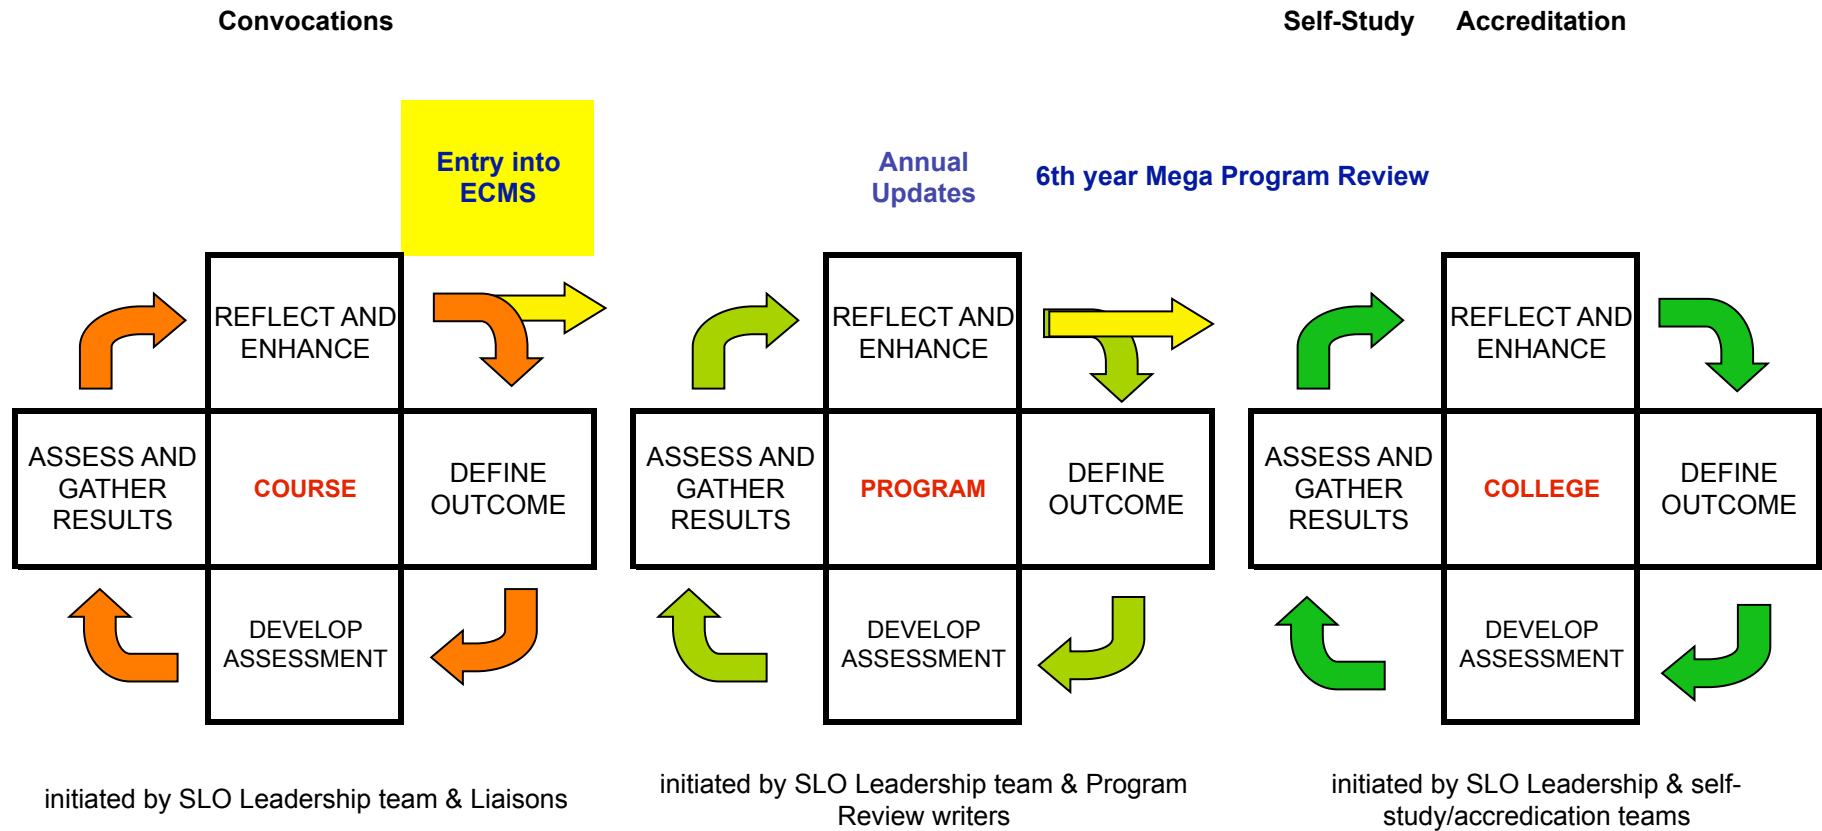 Convocations
Self-Study Accreditation
Entry into
ECMS
Annual
Updates
6th year Mega Program Review
REFLECT AND
ENHANCE
ASSESS AND
GATHER
RESULTS
COURSE
DEFINE
OUTCOME
DEVELOP
ASSESSMENT
initiated by SLO Leadership team & Liaisons
REFLECT AND
ENHANCE
ASSESS AND
GATHER
RESULTS
PROGRAM
DEFINE
OUTCOME
DEVELOP
ASSESSMENT
initiated by SLO Leadership team & Program
Review writers
REFLECT AND
ENHANCE
ASSESS AND
GATHER
RESULTS
COLLEGE
DEFINE
OUTCOME
DEVELOP
ASSESSMENT
initiated by SLO Leadership & self-
study/accredication teams